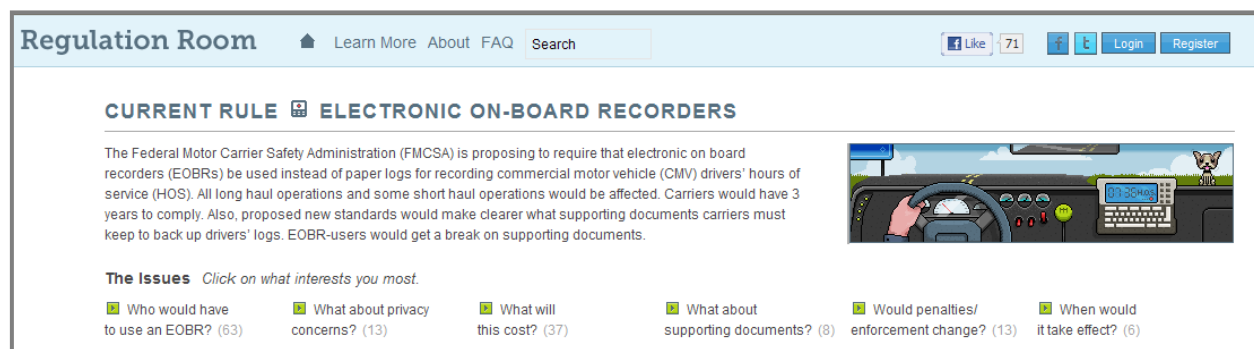 Regulation Room Learn More About FAQ Search Like 71 Login Register
CURRENT RULE ELECTRONIC ON-BOARD RECORDERS
The Federal Motor Carrier Safety Administration (FMCSA) is proposing to require that electronic on board
recorders (EOBRs) be used instead of paper logs for recording commercial motor vehicle (CMV) drivers' hours of
service (HOS). All long haul operations and some short haul operations would be affected. Carriers would have 3
years to comply. Also, proposed new standards would make clearer what supporting documents carriers must
keep to back up drivers' logs. EOBR-users would get a break on supporting documents.
The Issues Click on what interests you most.
Who would have What about privacy What will What about Would penalties/ When would
to use an EOBR? (63) concerns? (13) this cost? (37) supporting documents? (8) enforcement change? (13) it take effect? (6)